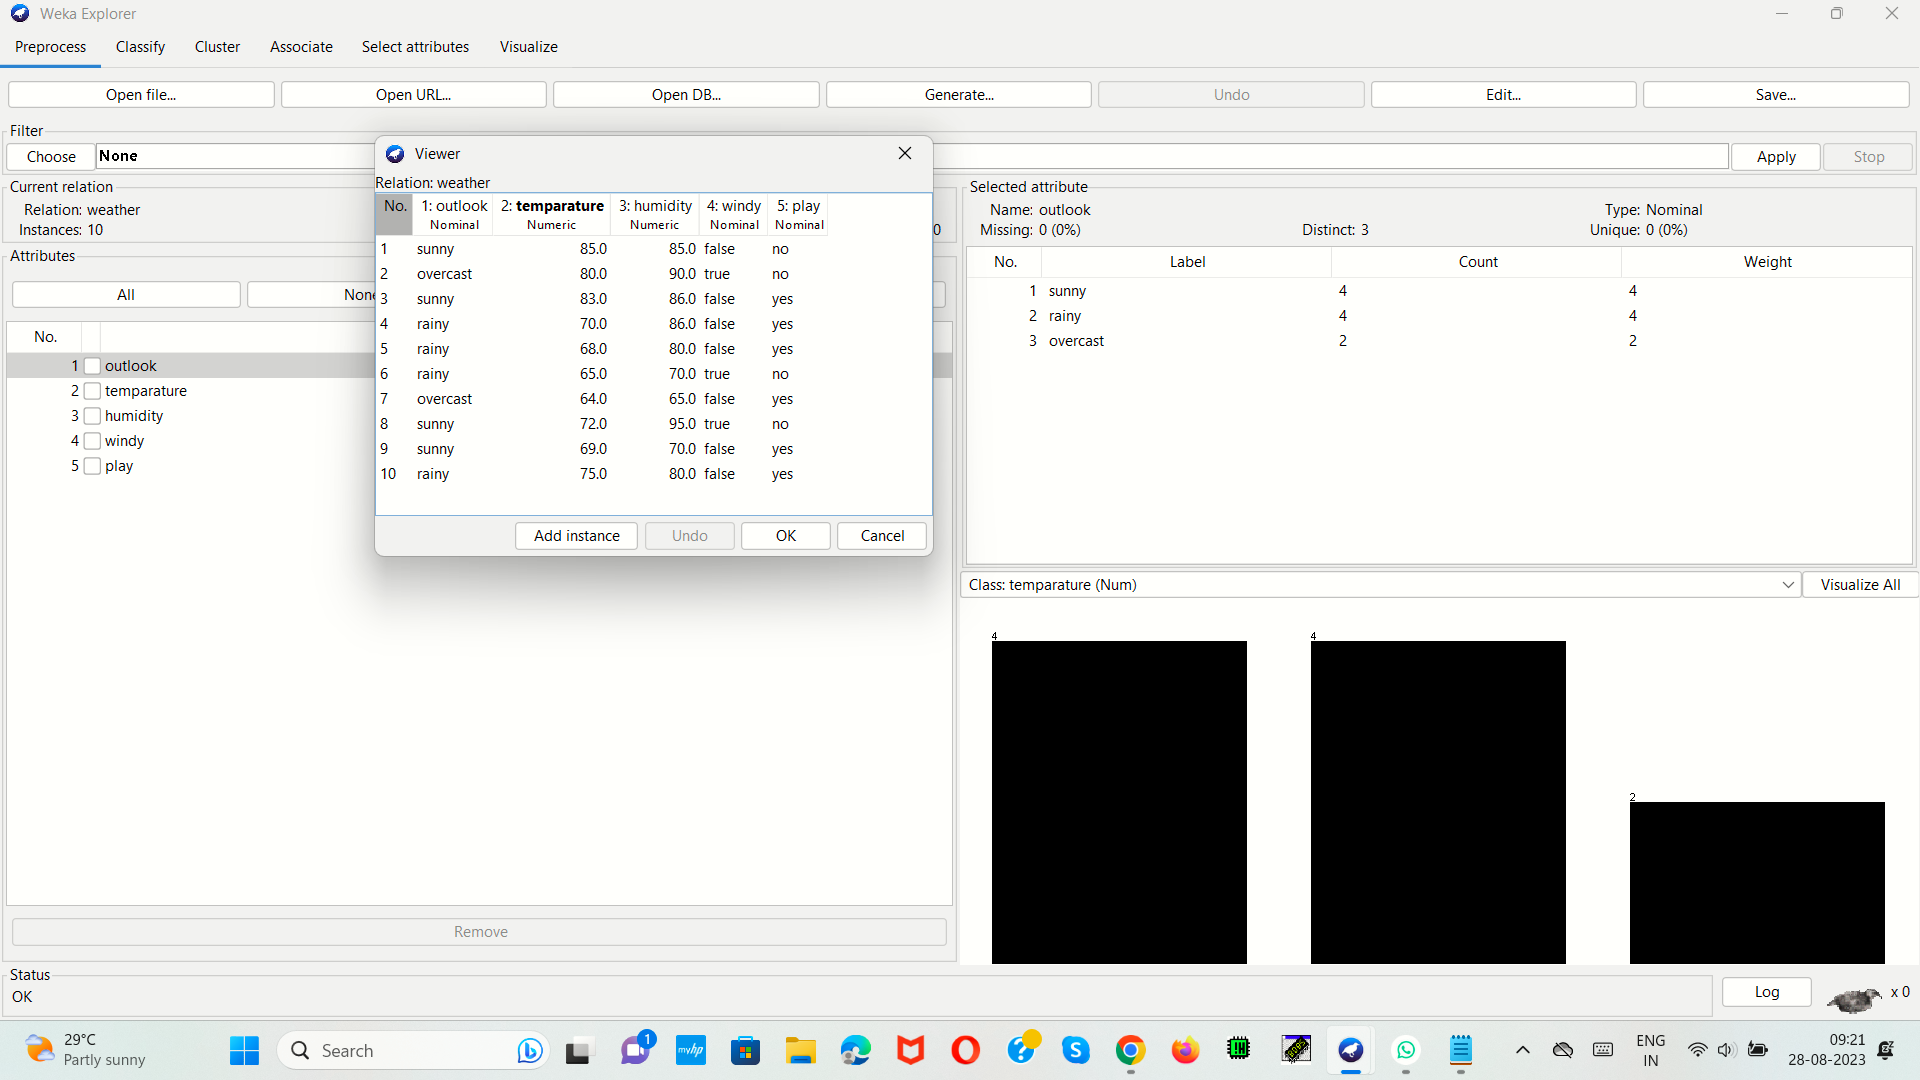 Weka Explorer
Preprocess Classify Cluster Associate Select attributes Visualize
Open file... Open URL... Open DB... Generate... Undo Edit... Save...
Filter
Choose None Apply Stop
Current relation
Relation: weather
Instances: 10
0
Attributes
All None
No.
1 outlook
2 temparature
3 humidity
4 windy
5 play
Remove
Viewer
Relation: weather
No. 1: outlook 2: temparature 3: humidity 4: windy 5: play
Nominal Numeric Numeric Nominal Nominal
1 sunny 85.0 85.0 false no
2 overcast 80.0 90.0 true no
3 sunny 83.0 86.0 false yes
4 rainy 70.0 86.0 false yes
5 rainy 68.0 80.0 false yes
6 rainy 65.0 70.0 true no
7 overcast 64.0 65.0 false yes
8 sunny 72.0 95.0 true no
9 sunny 69.0 70.0 false yes
10 rainy 75.0 80.0 false yes
Add instance Undo OK Cancel
Selected attribute
Name: outlook Type: Nominal
Missing: 0 (0%) Distinct: 3 Unique: 0 (0%)
No. Label Count Weight
1 sunny 4 4
2 rainy 4 4
3 overcast 2 2
Class: temparature (Num) Visualize All
4 4
2
Status
OK
Log x 0
29°C
Partly sunny
Search
1
myhp
ENG
IN
09:21
28-08-2023